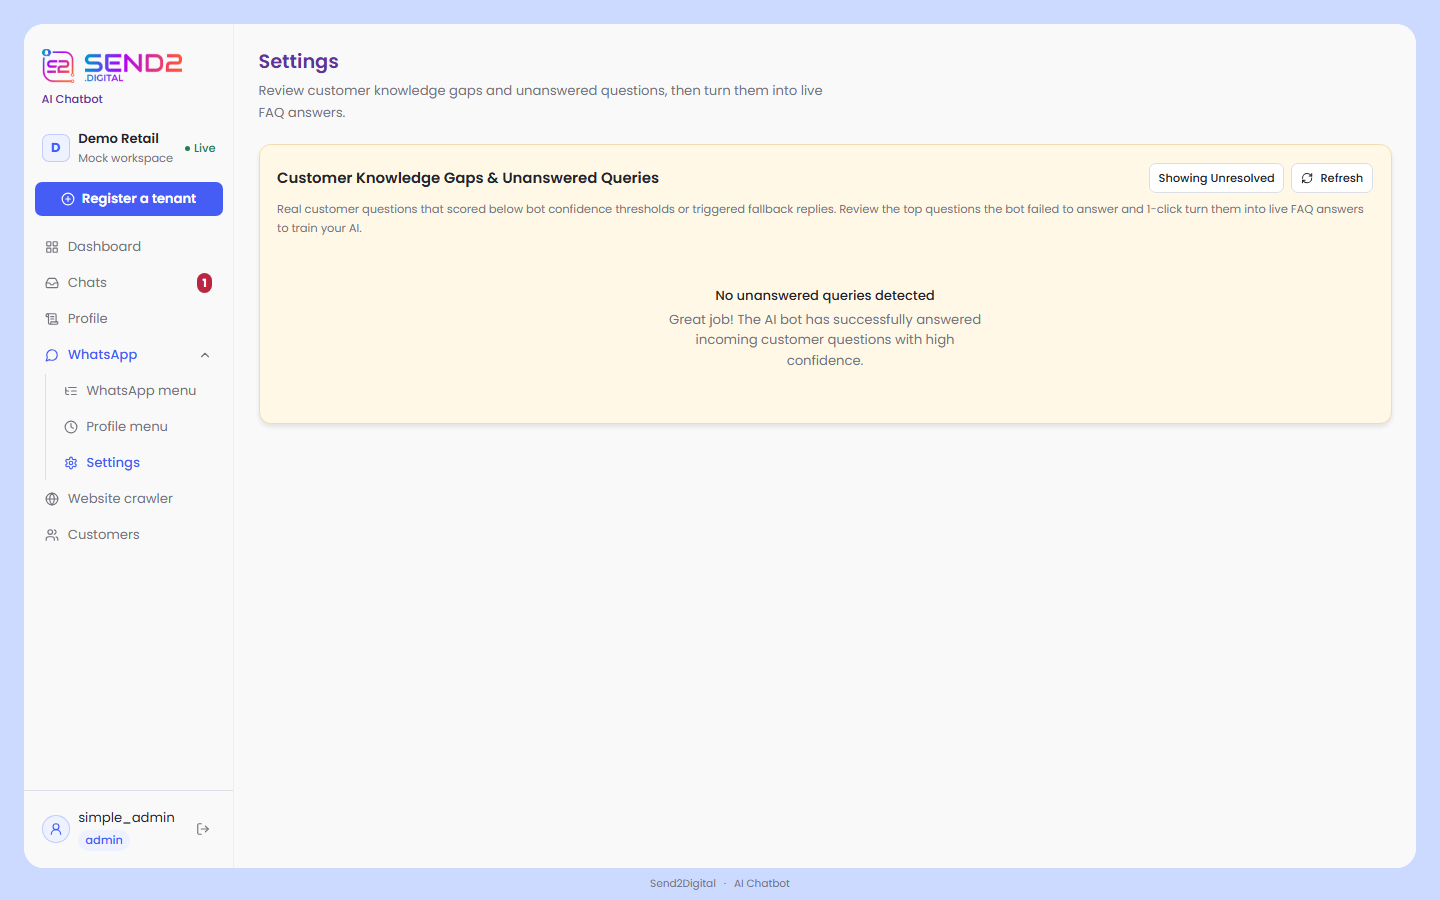 S2 SEND2
.DIGITAL
AI Chatbot
D Demo Retail
Mock workspace
Live
Register a tenant
Dashboard
Chats 1
Profile
WhatsApp
WhatsApp menu
Profile menu
Settings
Website crawler
Customers
simple_admin
admin
Settings
Review customer knowledge gaps and unanswered questions, then turn them into live
FAQ answers.
Customer Knowledge Gaps & Unanswered Queries
Showing Unresolved
Refresh
Real customer questions that scored below bot confidence thresholds or triggered fallback replies. Review the top questions the bot failed to answer and 1-click turn them into live FAQ answers
to train your AI.
No unanswered queries detected
Great job! The AI bot has successfully answered
incoming customer questions with high
confidence.
Send2Digital · AI Chatbot